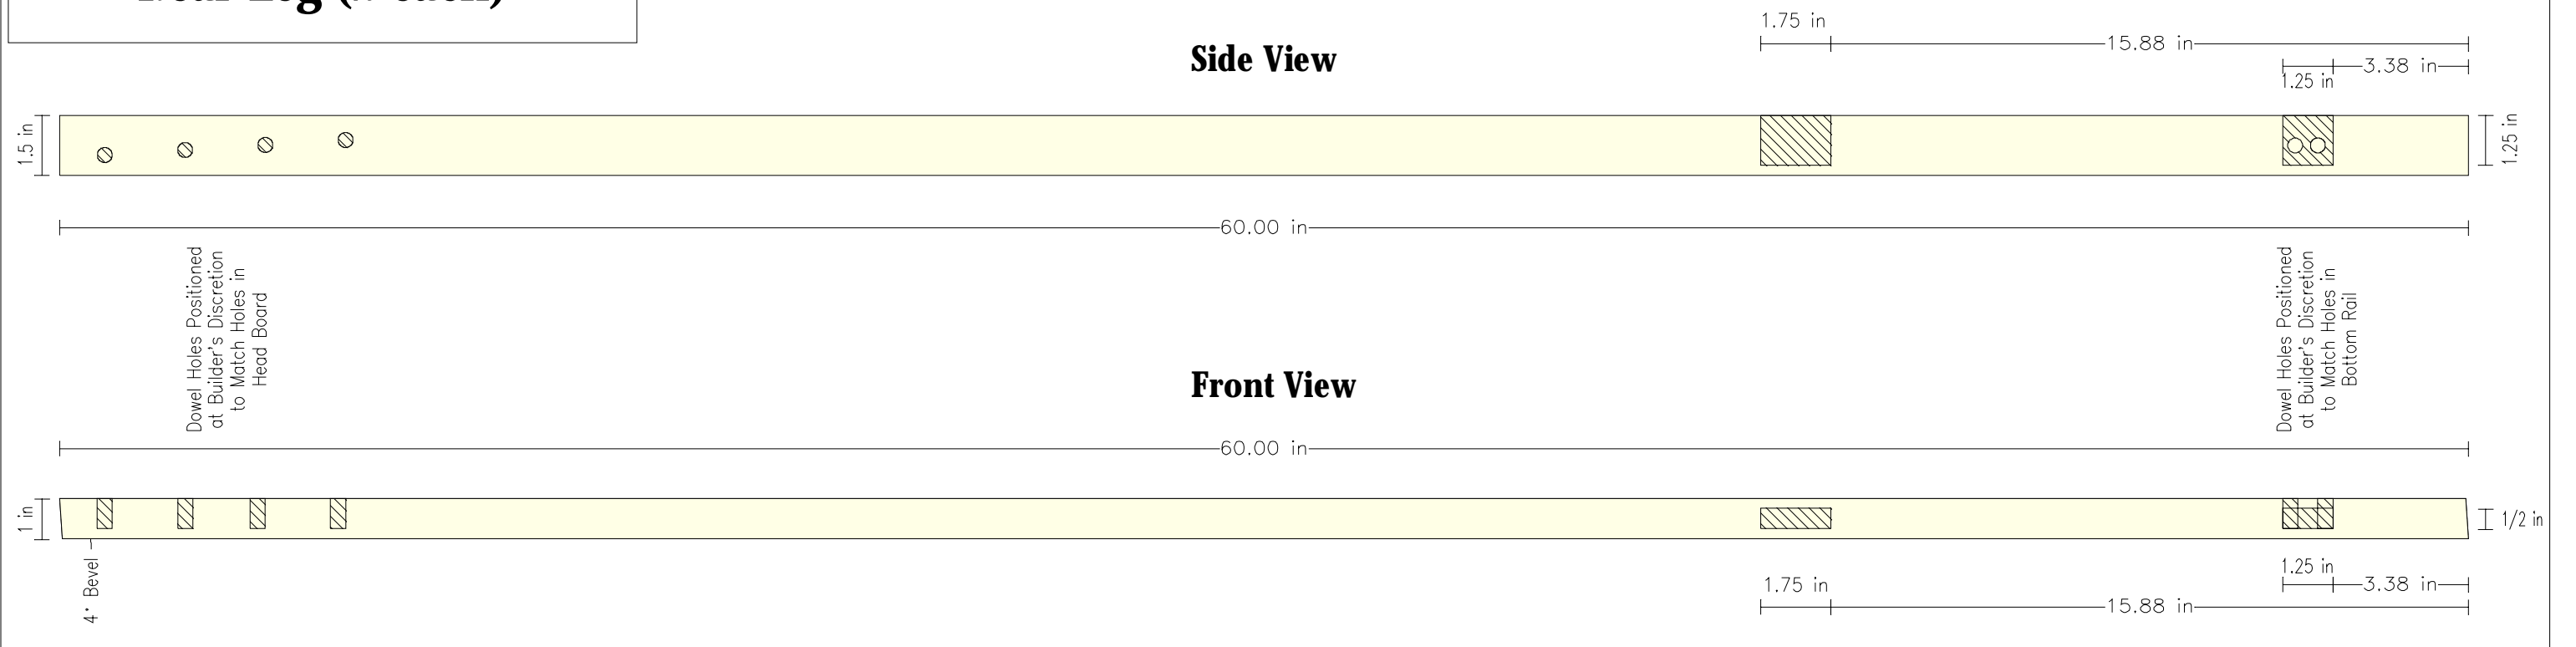 1.75 in
Side View
15.88 in
3.38 in
1.25 in
1.5 in
1.25 in
60.00 in
Dowel Holes Positioned
at Builder's Discretion
to Match Holes in
Head Board
Dowel Holes Positioned
at Builder's Discretion
to Match Holes in
Bottom Rail
Front View
60.00 in
1 in
1/2 in
4° Bevel
1.25 in
1.75 in
3.38 in
15.88 in